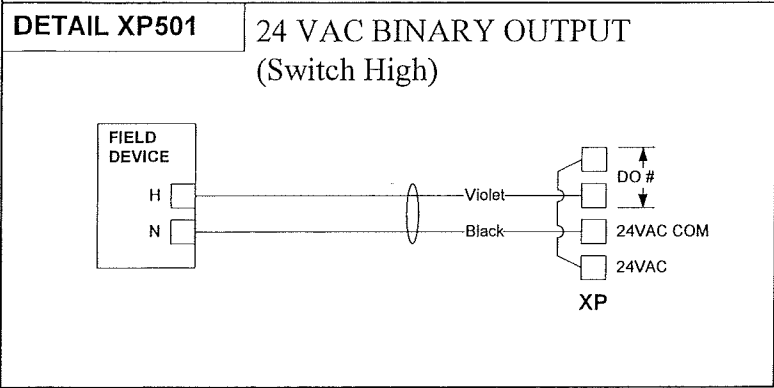 DETAIL XP501
24 VAC BINARY OUTPUT
(Switch High)
FIELD
DEVICE
H
N
Violet
Black
DO #
24VAC COM
24VAC
XP